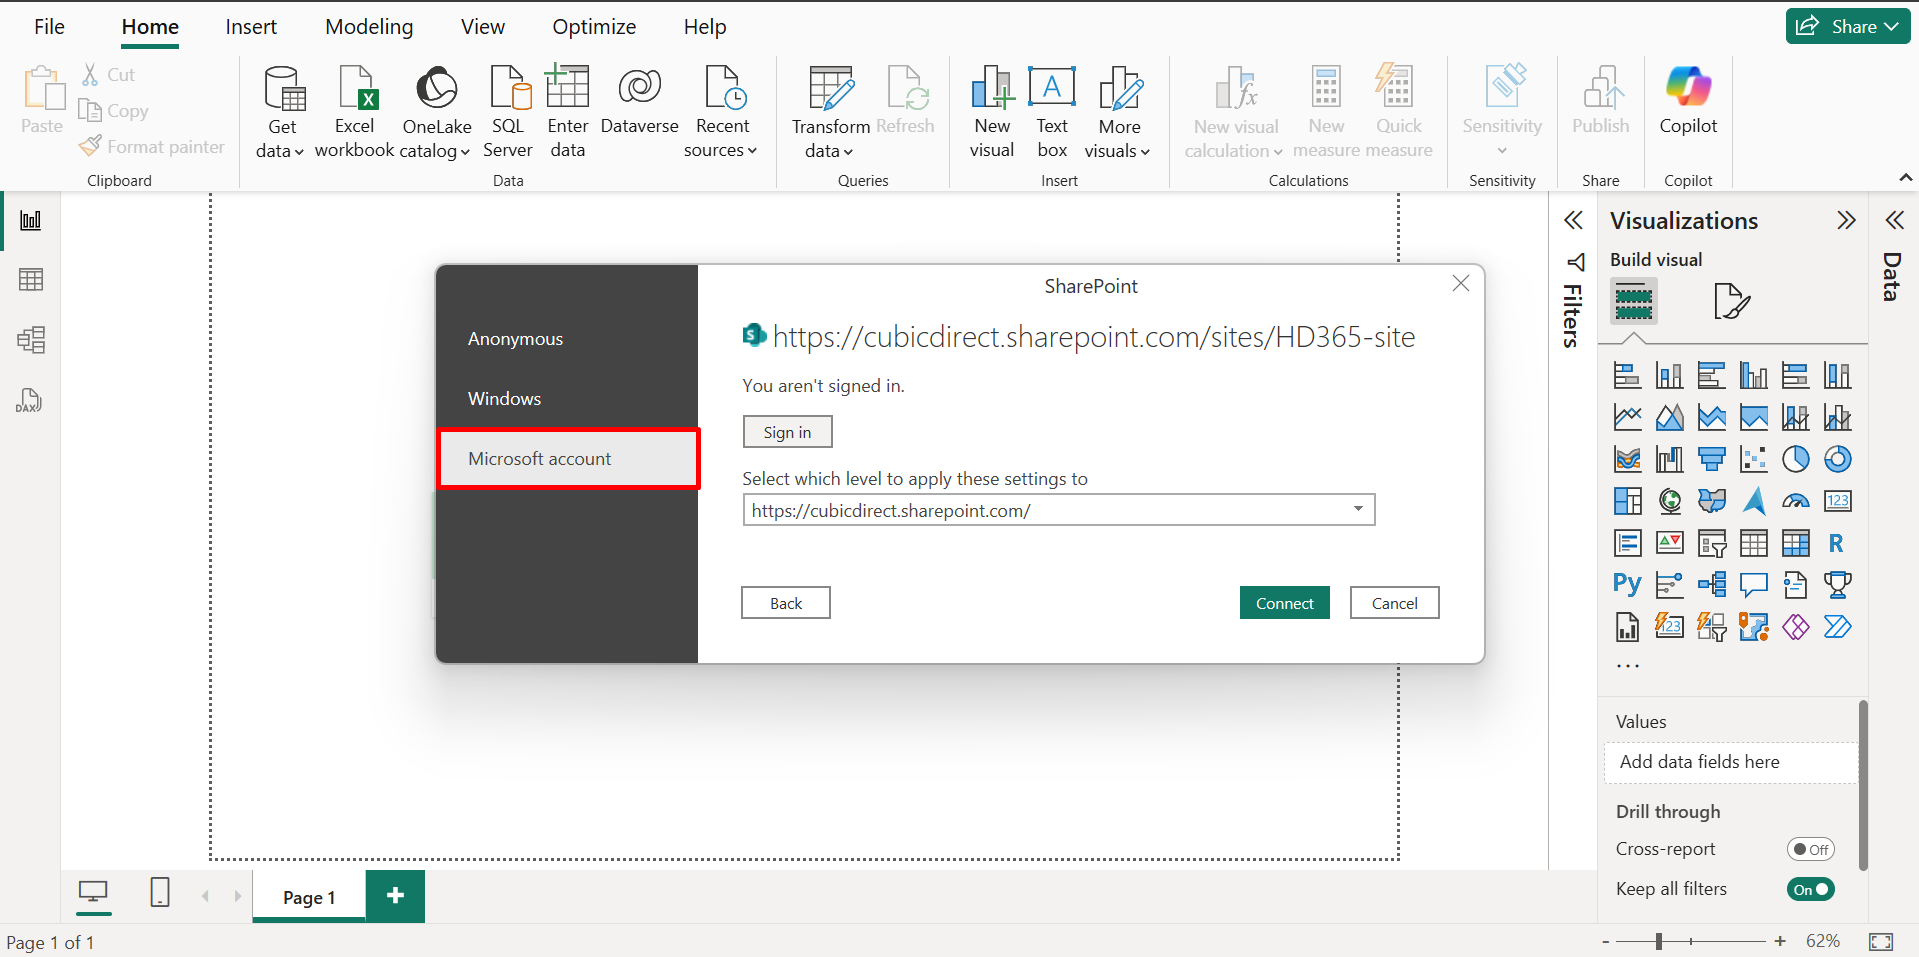 File
Home
Insert
Modeling
View
Optimize
Help
Share
Paste
Cut
Copy
Format painter
Clipboard
Get data
Excel workbook
OneLake catalog
SQL Server
Enter data
Dataverse
Recent sources
Data
Transform data
Refresh
Queries
New visual
Text box
More visuals
Insert
New visual calculation
New measure
Quick measure
Calculations
Sensitivity
Sensitivity
Publish
Share
Copilot
Copilot
DAX
SharePoint
Anonymous
Windows
Microsoft account
https://cubicdirect.sharepoint.com/sites/HD365-site
You aren't signed in.
Sign in
Select which level to apply these settings to
https://cubicdirect.sharepoint.com/
Back
Connect
Cancel
Filters
Visualizations
Build visual
123
R
Py
123
...
Values
Add data fields here
Drill through
Cross-report
Off
Keep all filters
On
Data
Page 1
+
Page 1 of 1
- + 62%